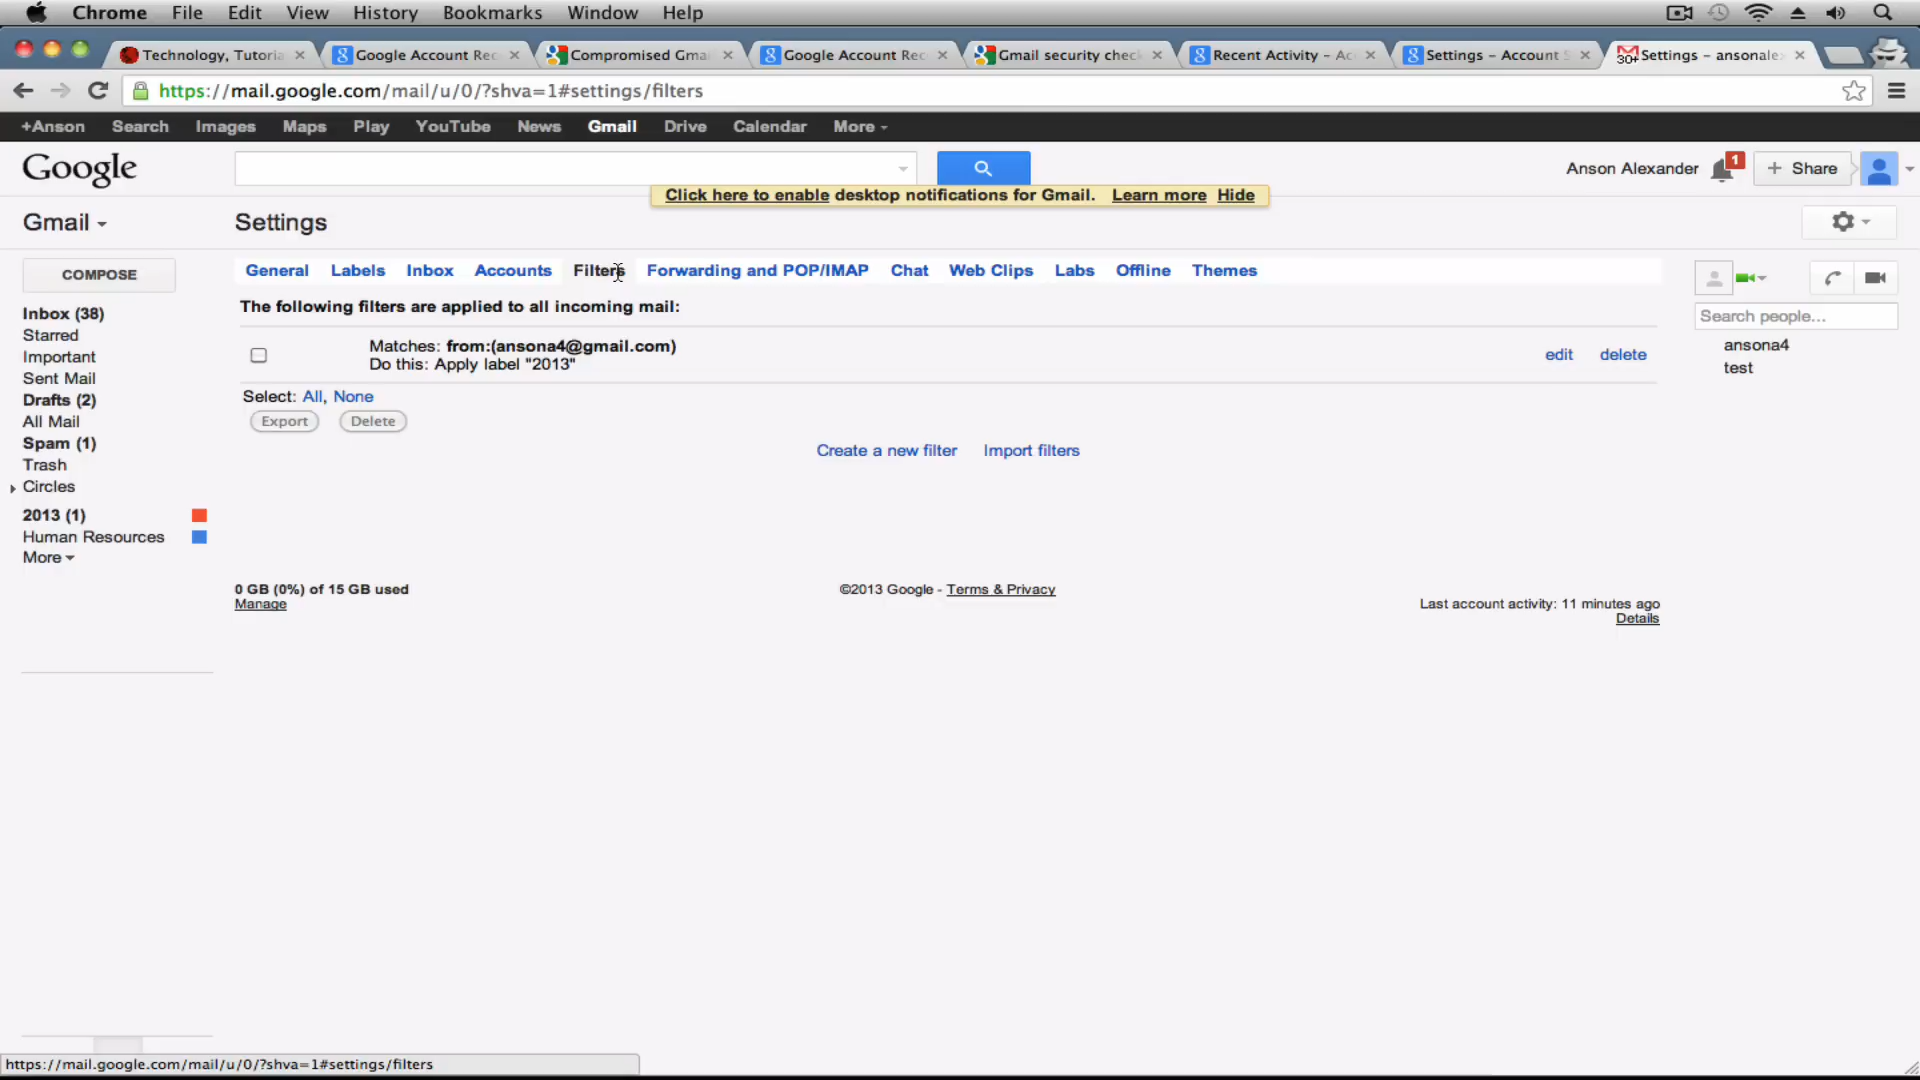 Chrome File Edit View History Bookmarks Window Help
Technology, Tutoria Google Account Rec Compromised Gma Google Account Rec Gmail security chec Recent Activity – Ac Settings – Account S 30+ Settings – ansonale
https://mail.google.com/mail/u/0/?shva=1#settings/filters
+Anson Search Images Maps Play YouTube News Gmail Drive Calendar More
Google
Anson Alexander 1 + Share
Click here to enable desktop notifications for Gmail. Learn more Hide
Gmail
Settings
COMPOSE
General Labels Inbox Accounts Filters Forwarding and POP/IMAP Chat Web Clips Labs Offline Themes
The following filters are applied to all incoming mail:
Matches: from:(ansona4@gmail.com)
Do this: Apply label "2013"
edit delete
Select: All, None
Export Delete
Create a new filter Import filters
Inbox (38)
Starred
Important
Sent Mail
Drafts (2)
All Mail
Spam (1)
Trash
Circles
2013 (1)
Human Resources
More
Search people...
ansona4
test
0 GB (0%) of 15 GB used
Manage
©2013 Google - Terms & Privacy
Last account activity: 11 minutes ago
Details
https://mail.google.com/mail/u/0/?shva=1#settings/filters